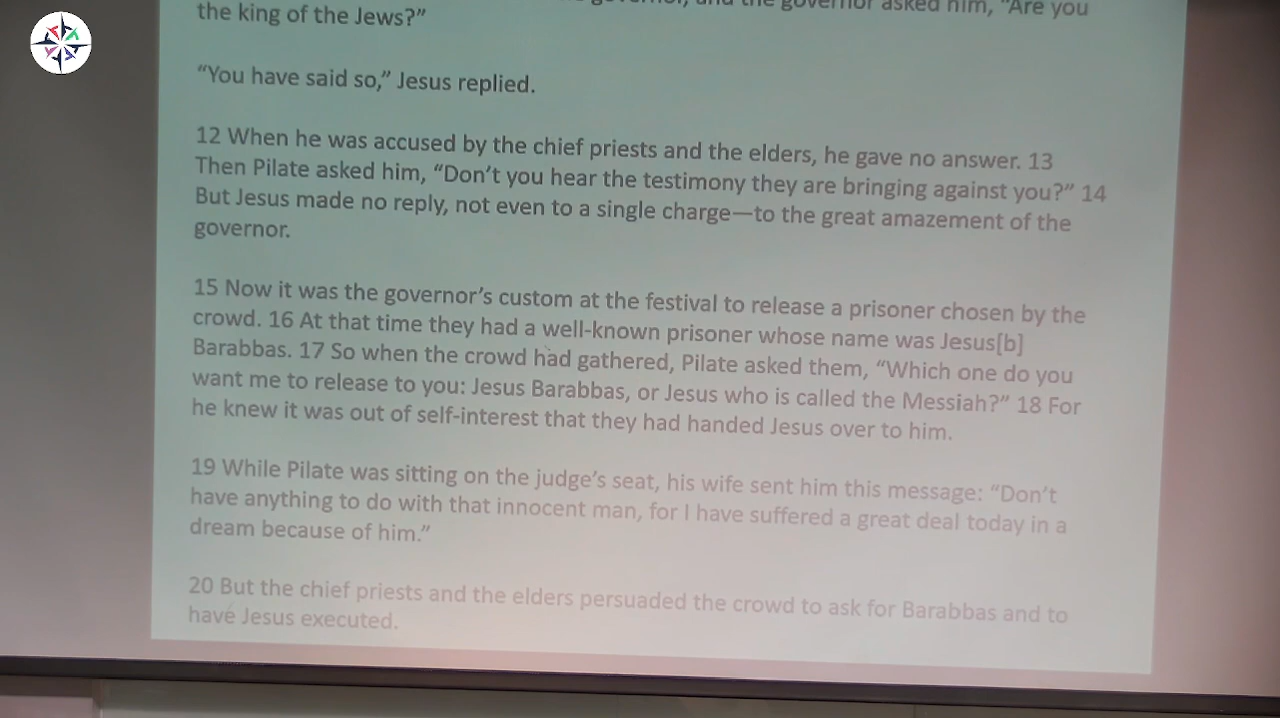 governor, and the governor asked him, “Are you
the king of the Jews?”
“You have said so,” Jesus replied.
12 When he was accused by the chief priests and the elders, he gave no answer. 13
Then Pilate asked him, “Don’t you hear the testimony they are bringing against you?” 14
But Jesus made no reply, not even to a single charge—to the great amazement of the
governor.
15 Now it was the governor’s custom at the festival to release a prisoner chosen by the
crowd. 16 At that time they had a well-known prisoner whose name was Jesus[b]
Barabbas. 17 So when the crowd had gathered, Pilate asked them, “Which one do you
want me to release to you: Jesus Barabbas, or Jesus who is called the Messiah?” 18 For
he knew it was out of self-interest that they had handed Jesus over to him.
19 While Pilate was sitting on the judge’s seat, his wife sent him this message: “Don’t
have anything to do with that innocent man, for I have suffered a great deal today in a
dream because of him.”
20 But the chief priests and the elders persuaded the crowd to ask for Barabbas and to
have Jesus executed.